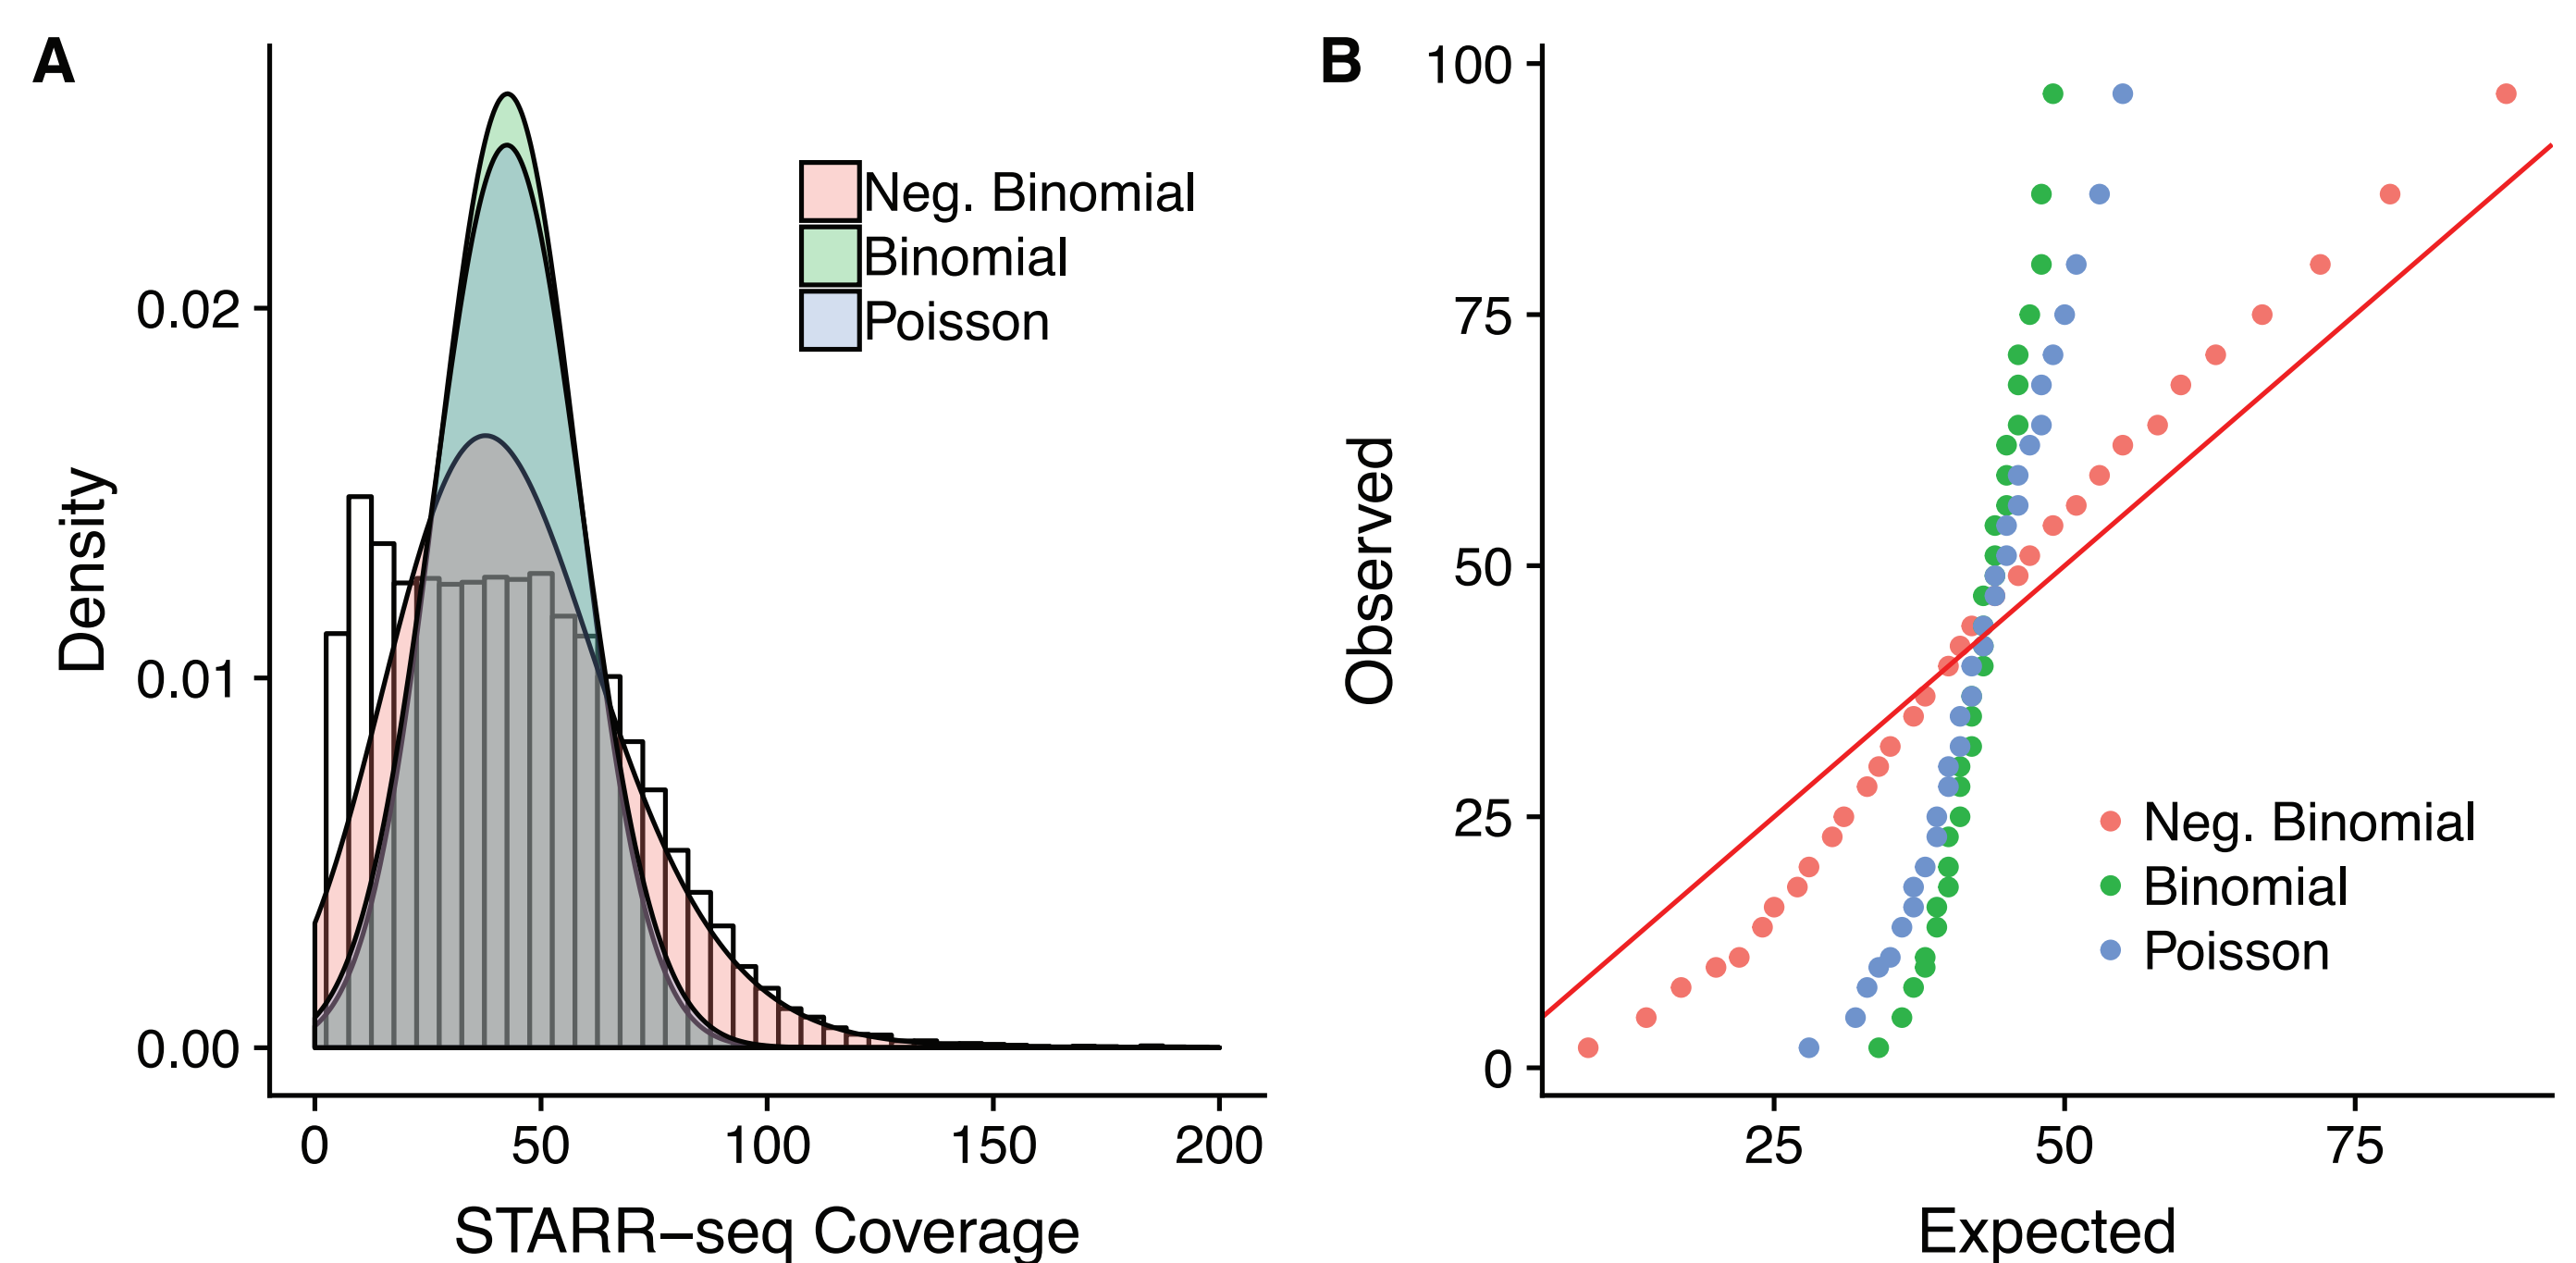 A
Density
0.02
0.01
0.00
0 50 100 150 200
STARR−seq Coverage
Neg. Binomial
Binomial
Poisson
B
Observed
100
75
50
25
0
25 50 75
Expected
Neg. Binomial
Binomial
Poisson